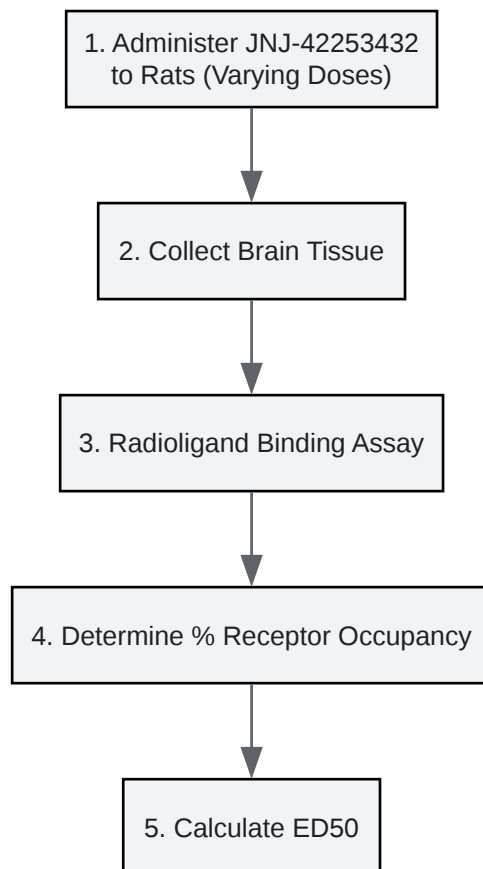 1. Administer JNJ-42253432
to Rats (Varying Doses)
2. Collect Brain Tissue
3. Radioligand Binding Assay
4. Determine % Receptor Occupancy
5. Calculate ED50